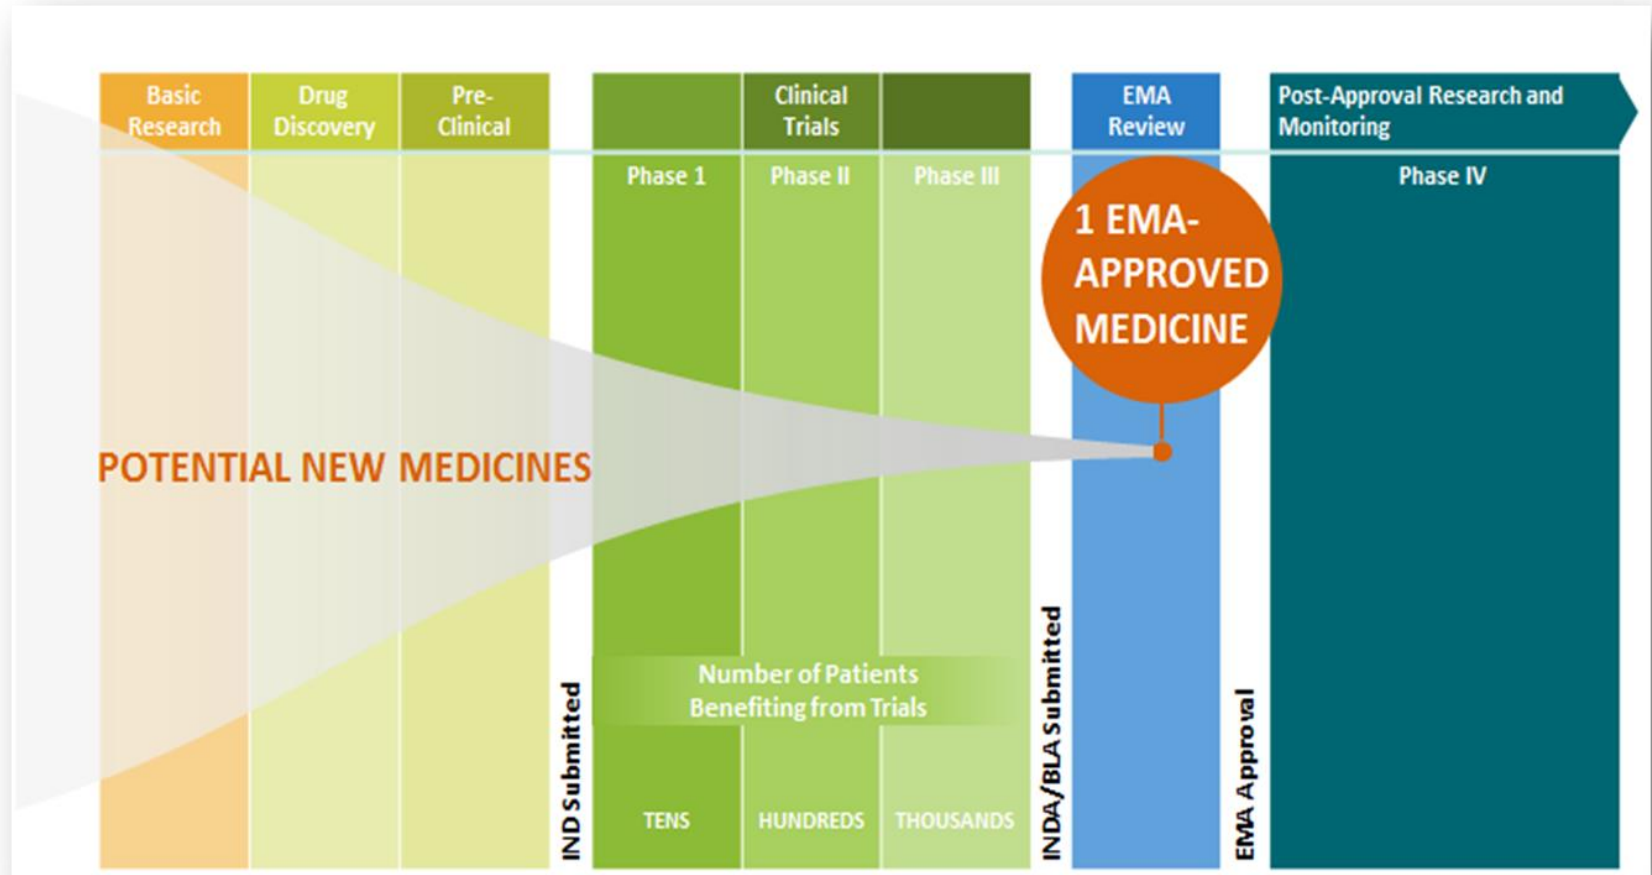 Basic
Research
Drug
Discovery
Pre-
Clinical
Clinical
Trials
EMA
Review
Post-Approval Research and
Monitoring
Phase 1
Phase II
Phase III
Phase IV
1 EMA-
APPROVED
MEDICINE
POTENTIAL NEW MEDICINES
IND Submitted
Number of Patients
Benefiting from Trials
TENS
HUNDREDS
THOUSANDS
INDA/BLA Submitted
EMA Approval